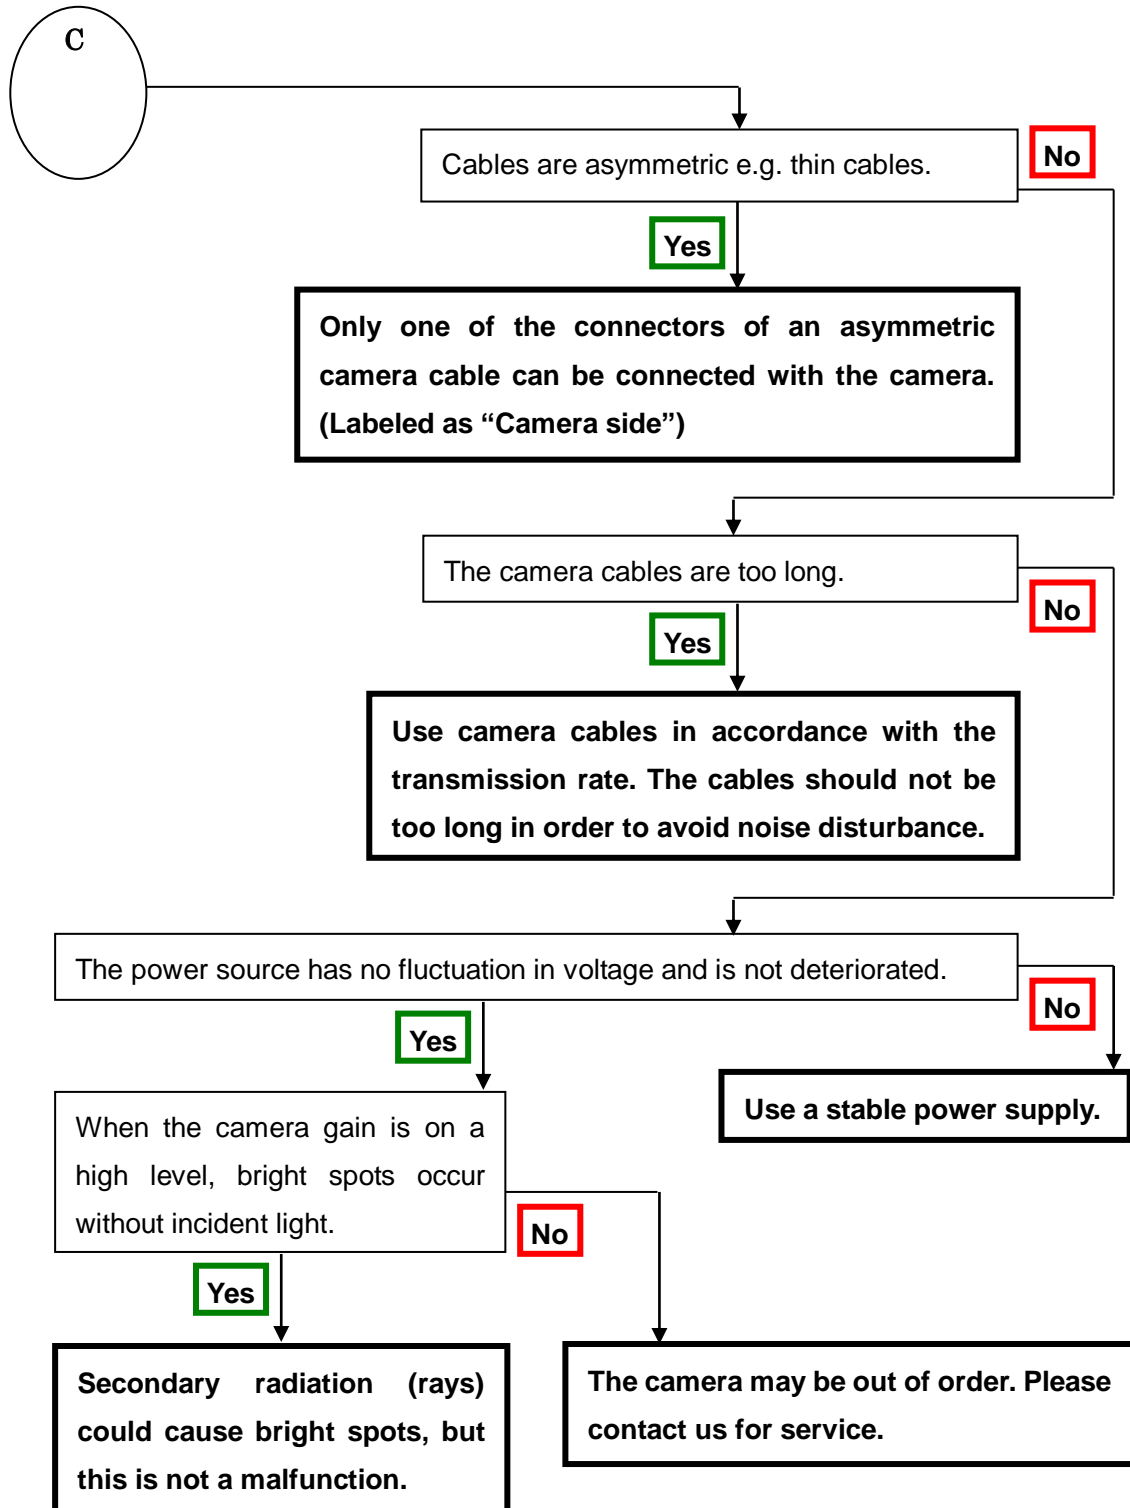 C
Cables are asymmetric e.g. thin cables.
No
Yes
Only one of the connectors of an asymmetric
camera cable can be connected with the camera.
(Labeled as “Camera side”)
The camera cables are too long.
No
Yes
Use camera cables in accordance with the
transmission rate. The cables should not be
too long in order to avoid noise disturbance.
The power source has no fluctuation in voltage and is not deteriorated.
No
Yes
Use a stable power supply.
When the camera gain is on a
high level, bright spots occur
without incident light.
No
Yes
Secondary radiation (rays)
could cause bright spots, but
this is not a malfunction.
The camera may be out of order. Please
contact us for service.